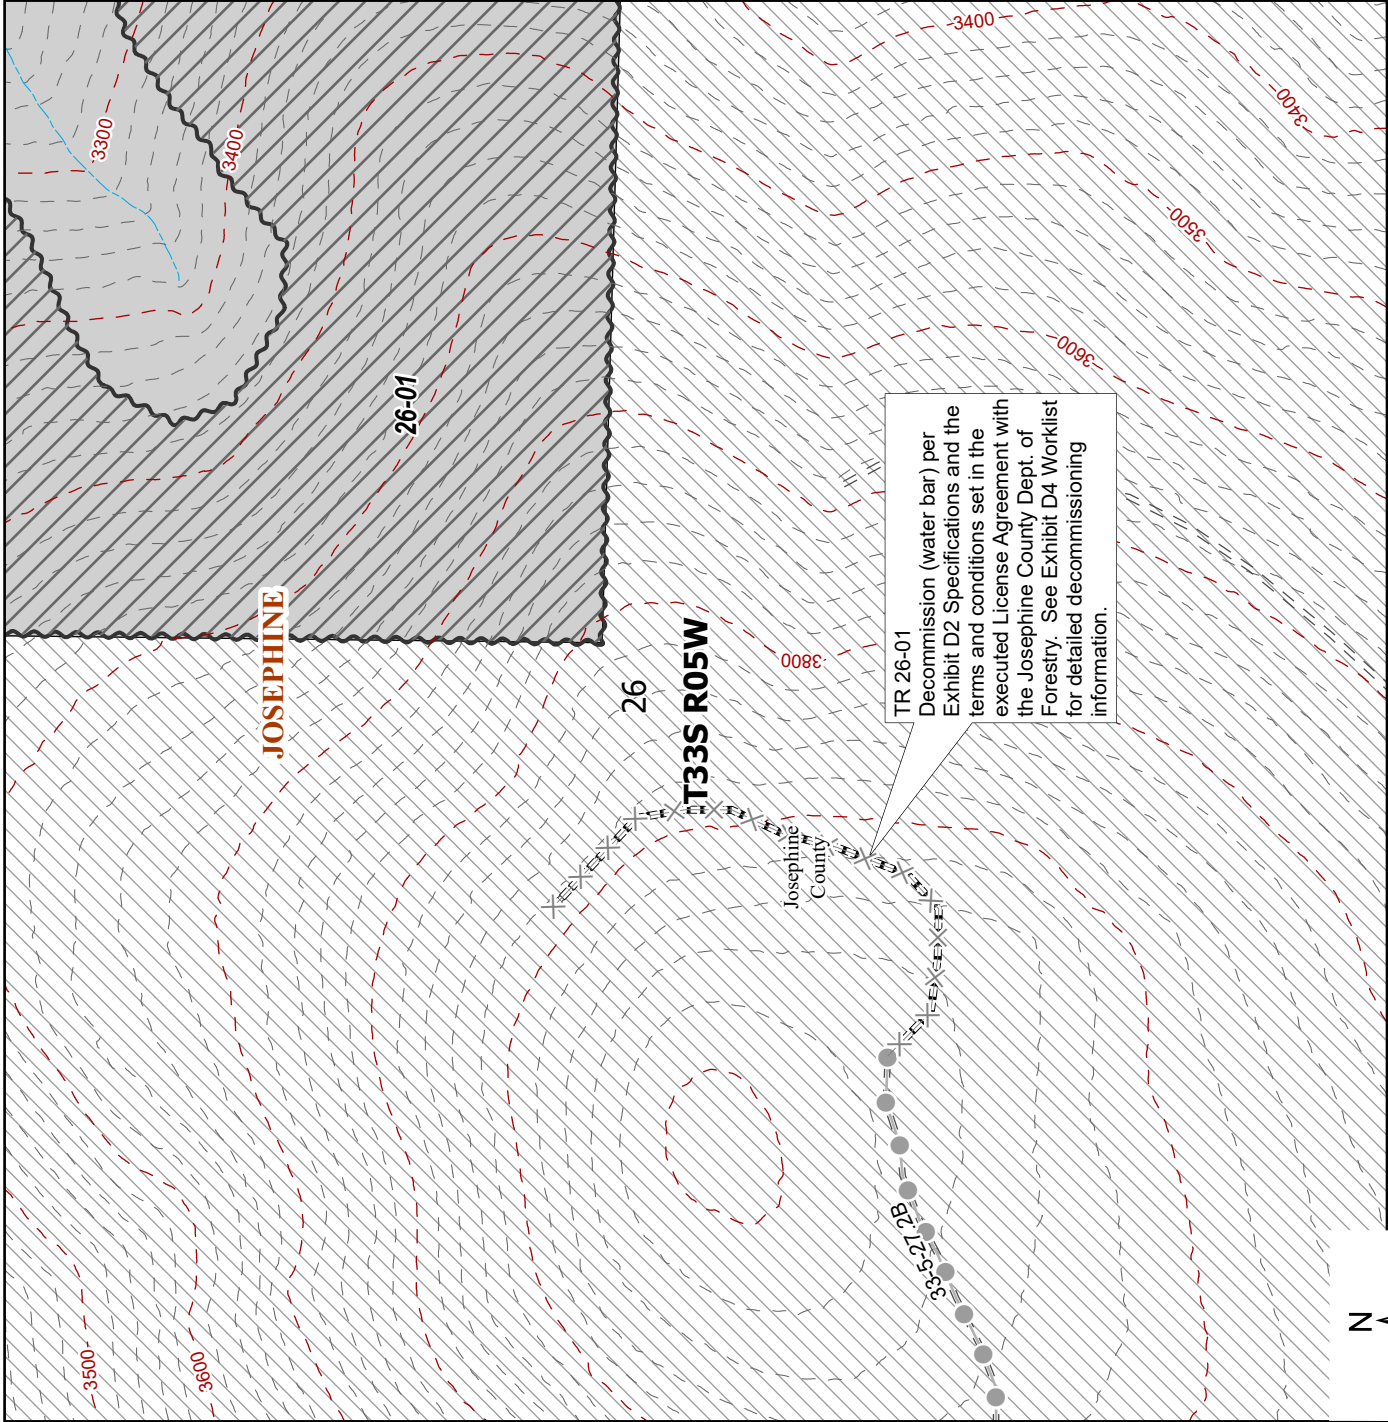 3300
3400
3400
3400
3500
3600
26-01
JOSEPHINE
26
T33S R05W
3800
Josephine
County
TR 26-01
Decommission (water bar) per
Exhibit D2 Specifications and the
terms and conditions set in the
executed License Agreement with
the Josephine County Dept. of
Forestry. See Exhibit D4 Worklist
for detailed decommissioning
information.
33-5-27.2B
3500
3600
N